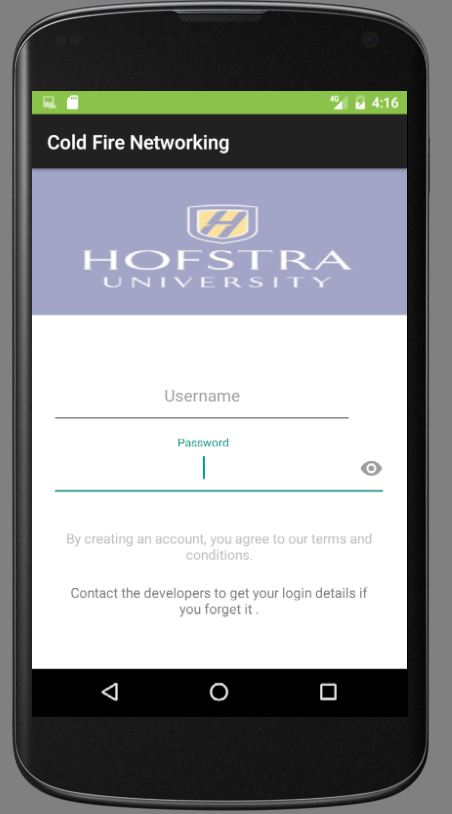 4G 4:16
Cold Fire Networking
HOFSTRA
UNIVERSITY
Username
Password
By creating an account, you agree to our terms and
conditions.
Contact the developers to get your login details if
you forget it .